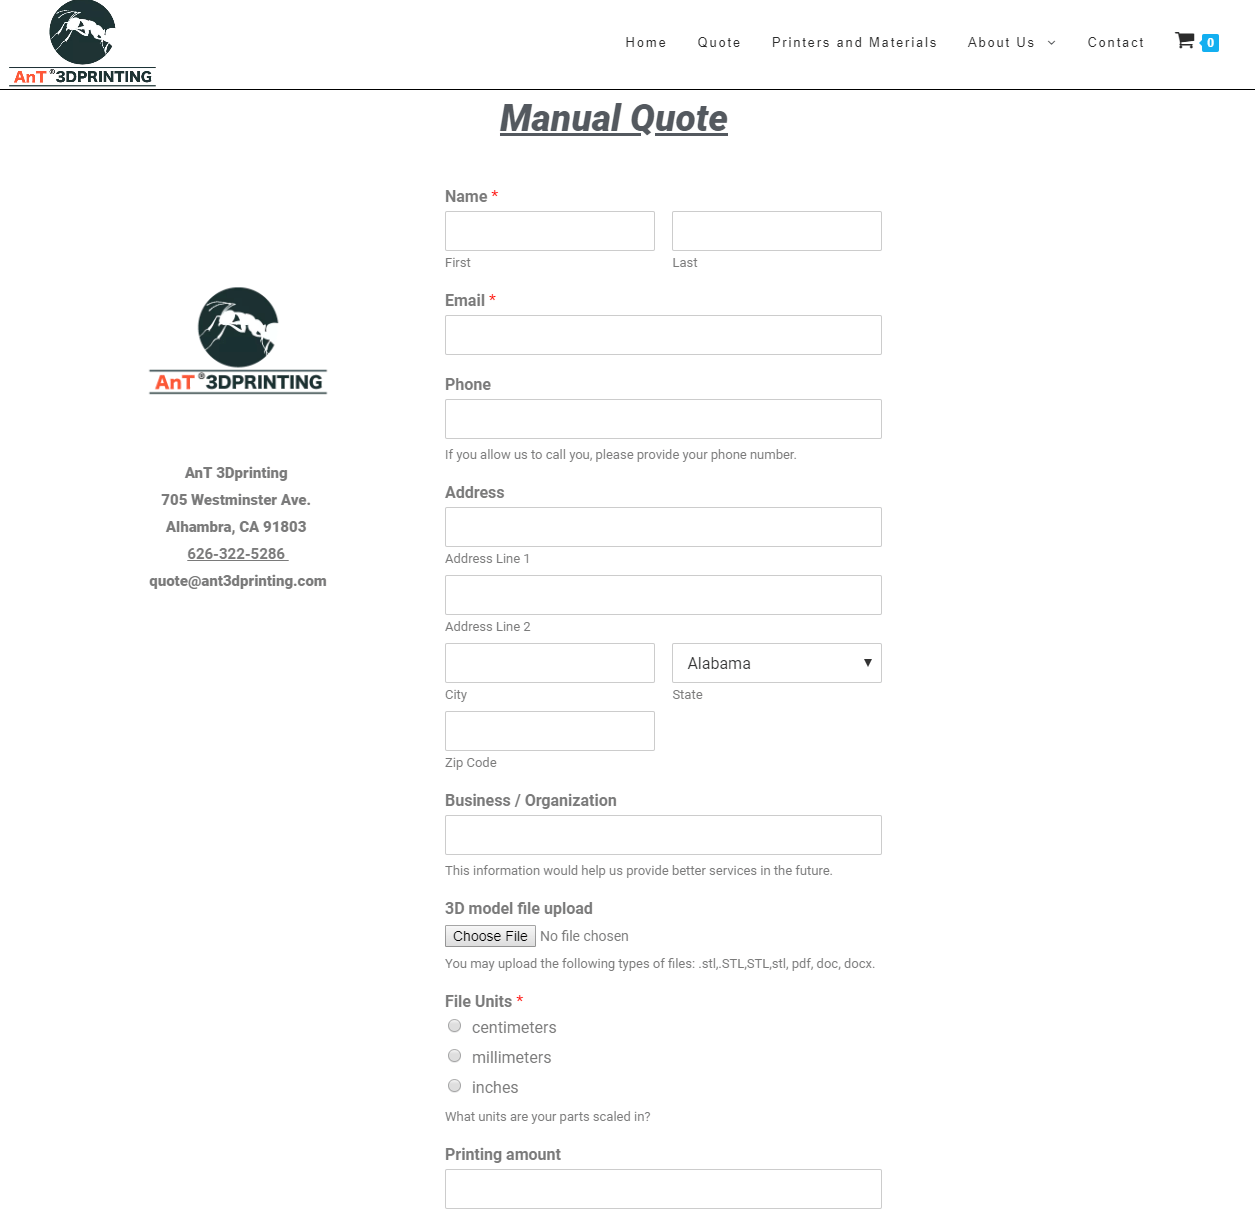 AnT ®3DPRINTING
Home Quote Printers and Materials About Us Contact 0
Manual Quote
Name *
First Last
Email *
Phone
If you allow us to call you, please provide your phone number.
Address
Address Line 1
Address Line 2
Alabama ▼
City State
Zip Code
Business / Organization
This information would help us provide better services in the future.
3D model file upload
Choose File No file chosen
You may upload the following types of files: .stl,.STL,STL,stl, pdf, doc, docx.
File Units *
centimeters
millimeters
inches
What units are your parts scaled in?
Printing amount
AnT ®3DPRINTING
AnT 3Dprinting
705 Westminster Ave.
Alhambra, CA 91803
626-322-5286
quote@ant3dprinting.com